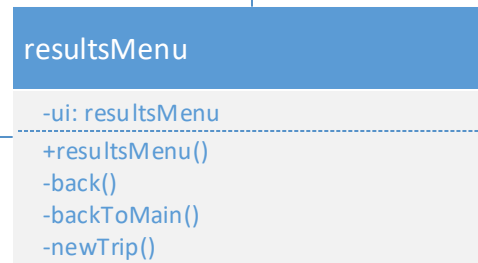 resultsMenu
-ui: resultsMenu
+resultsMenu()
-back()
-backToMain()
-newTrip()